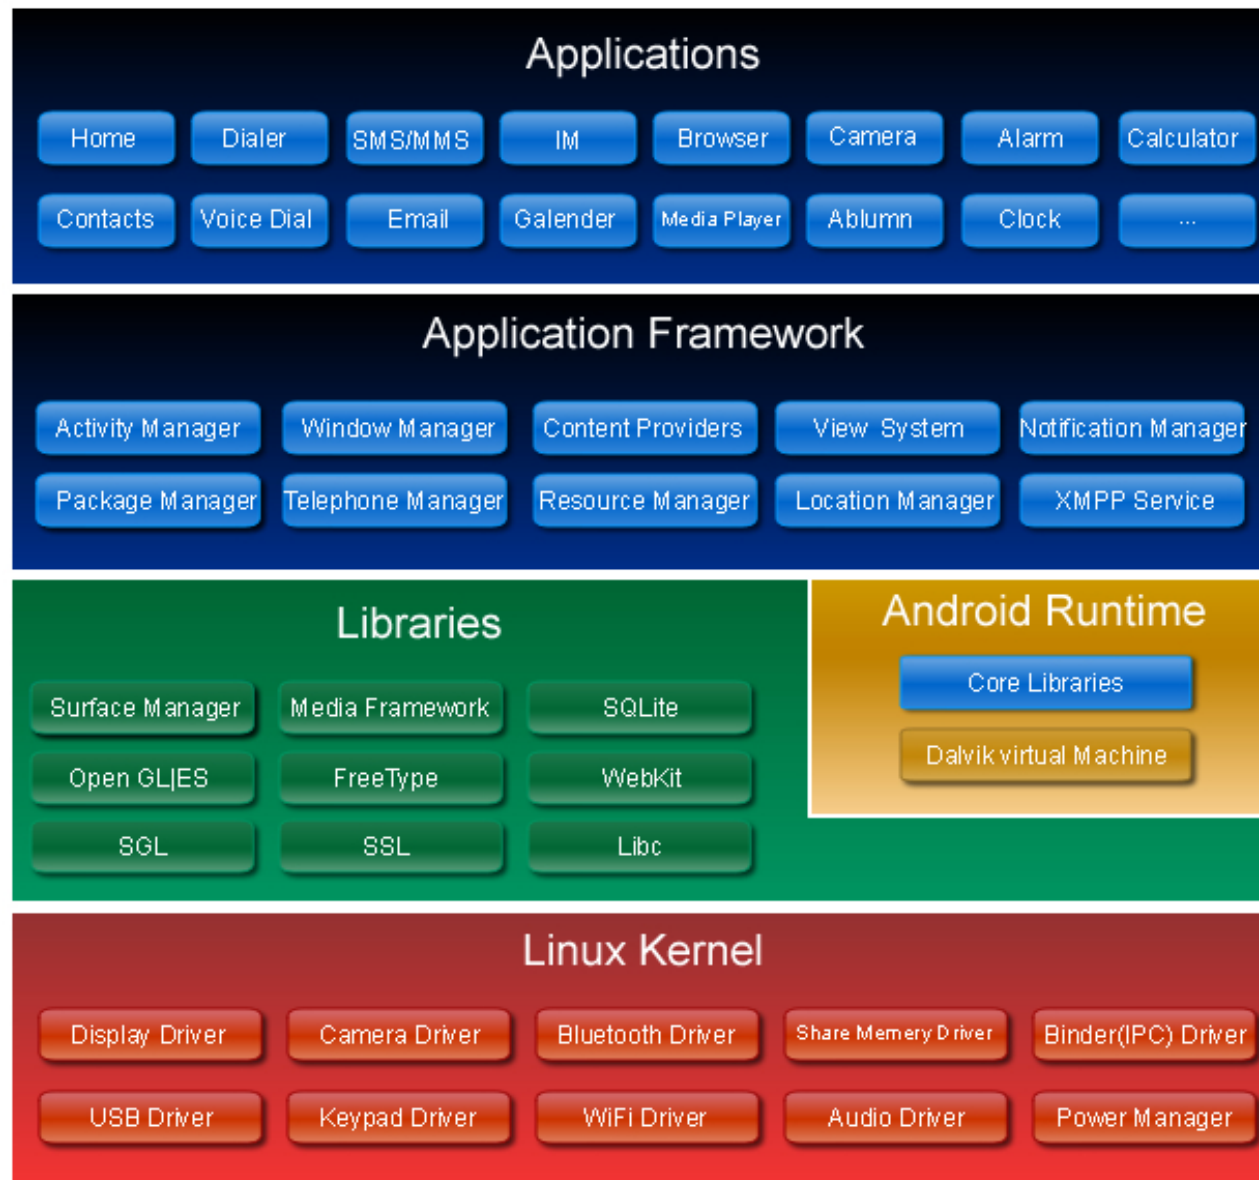 Applications
Home Dialer SMS/MMS IM Browser Camera Alarm Calculator
Contacts Voice Dial Email Galender Media Player Ablumn Clock ...
Application Framework
Activity Manager Window Manager Content Providers View System Notification Manager
Package Manager Telephone Manager Resource Manager Location Manager XMPP Service
Libraries
Surface Manager Media Framework SQLite
Open GL|ES FreeType WebKit
SGL SSL Libc
Android Runtime
Core Libraries
Dalvik virtual Machine
Linux Kernel
Display Driver Camera Driver Bluetooth Driver Share Memery Driver Binder(IPC) Driver
USB Driver Keypad Driver WiFi Driver Audio Driver Power Manager